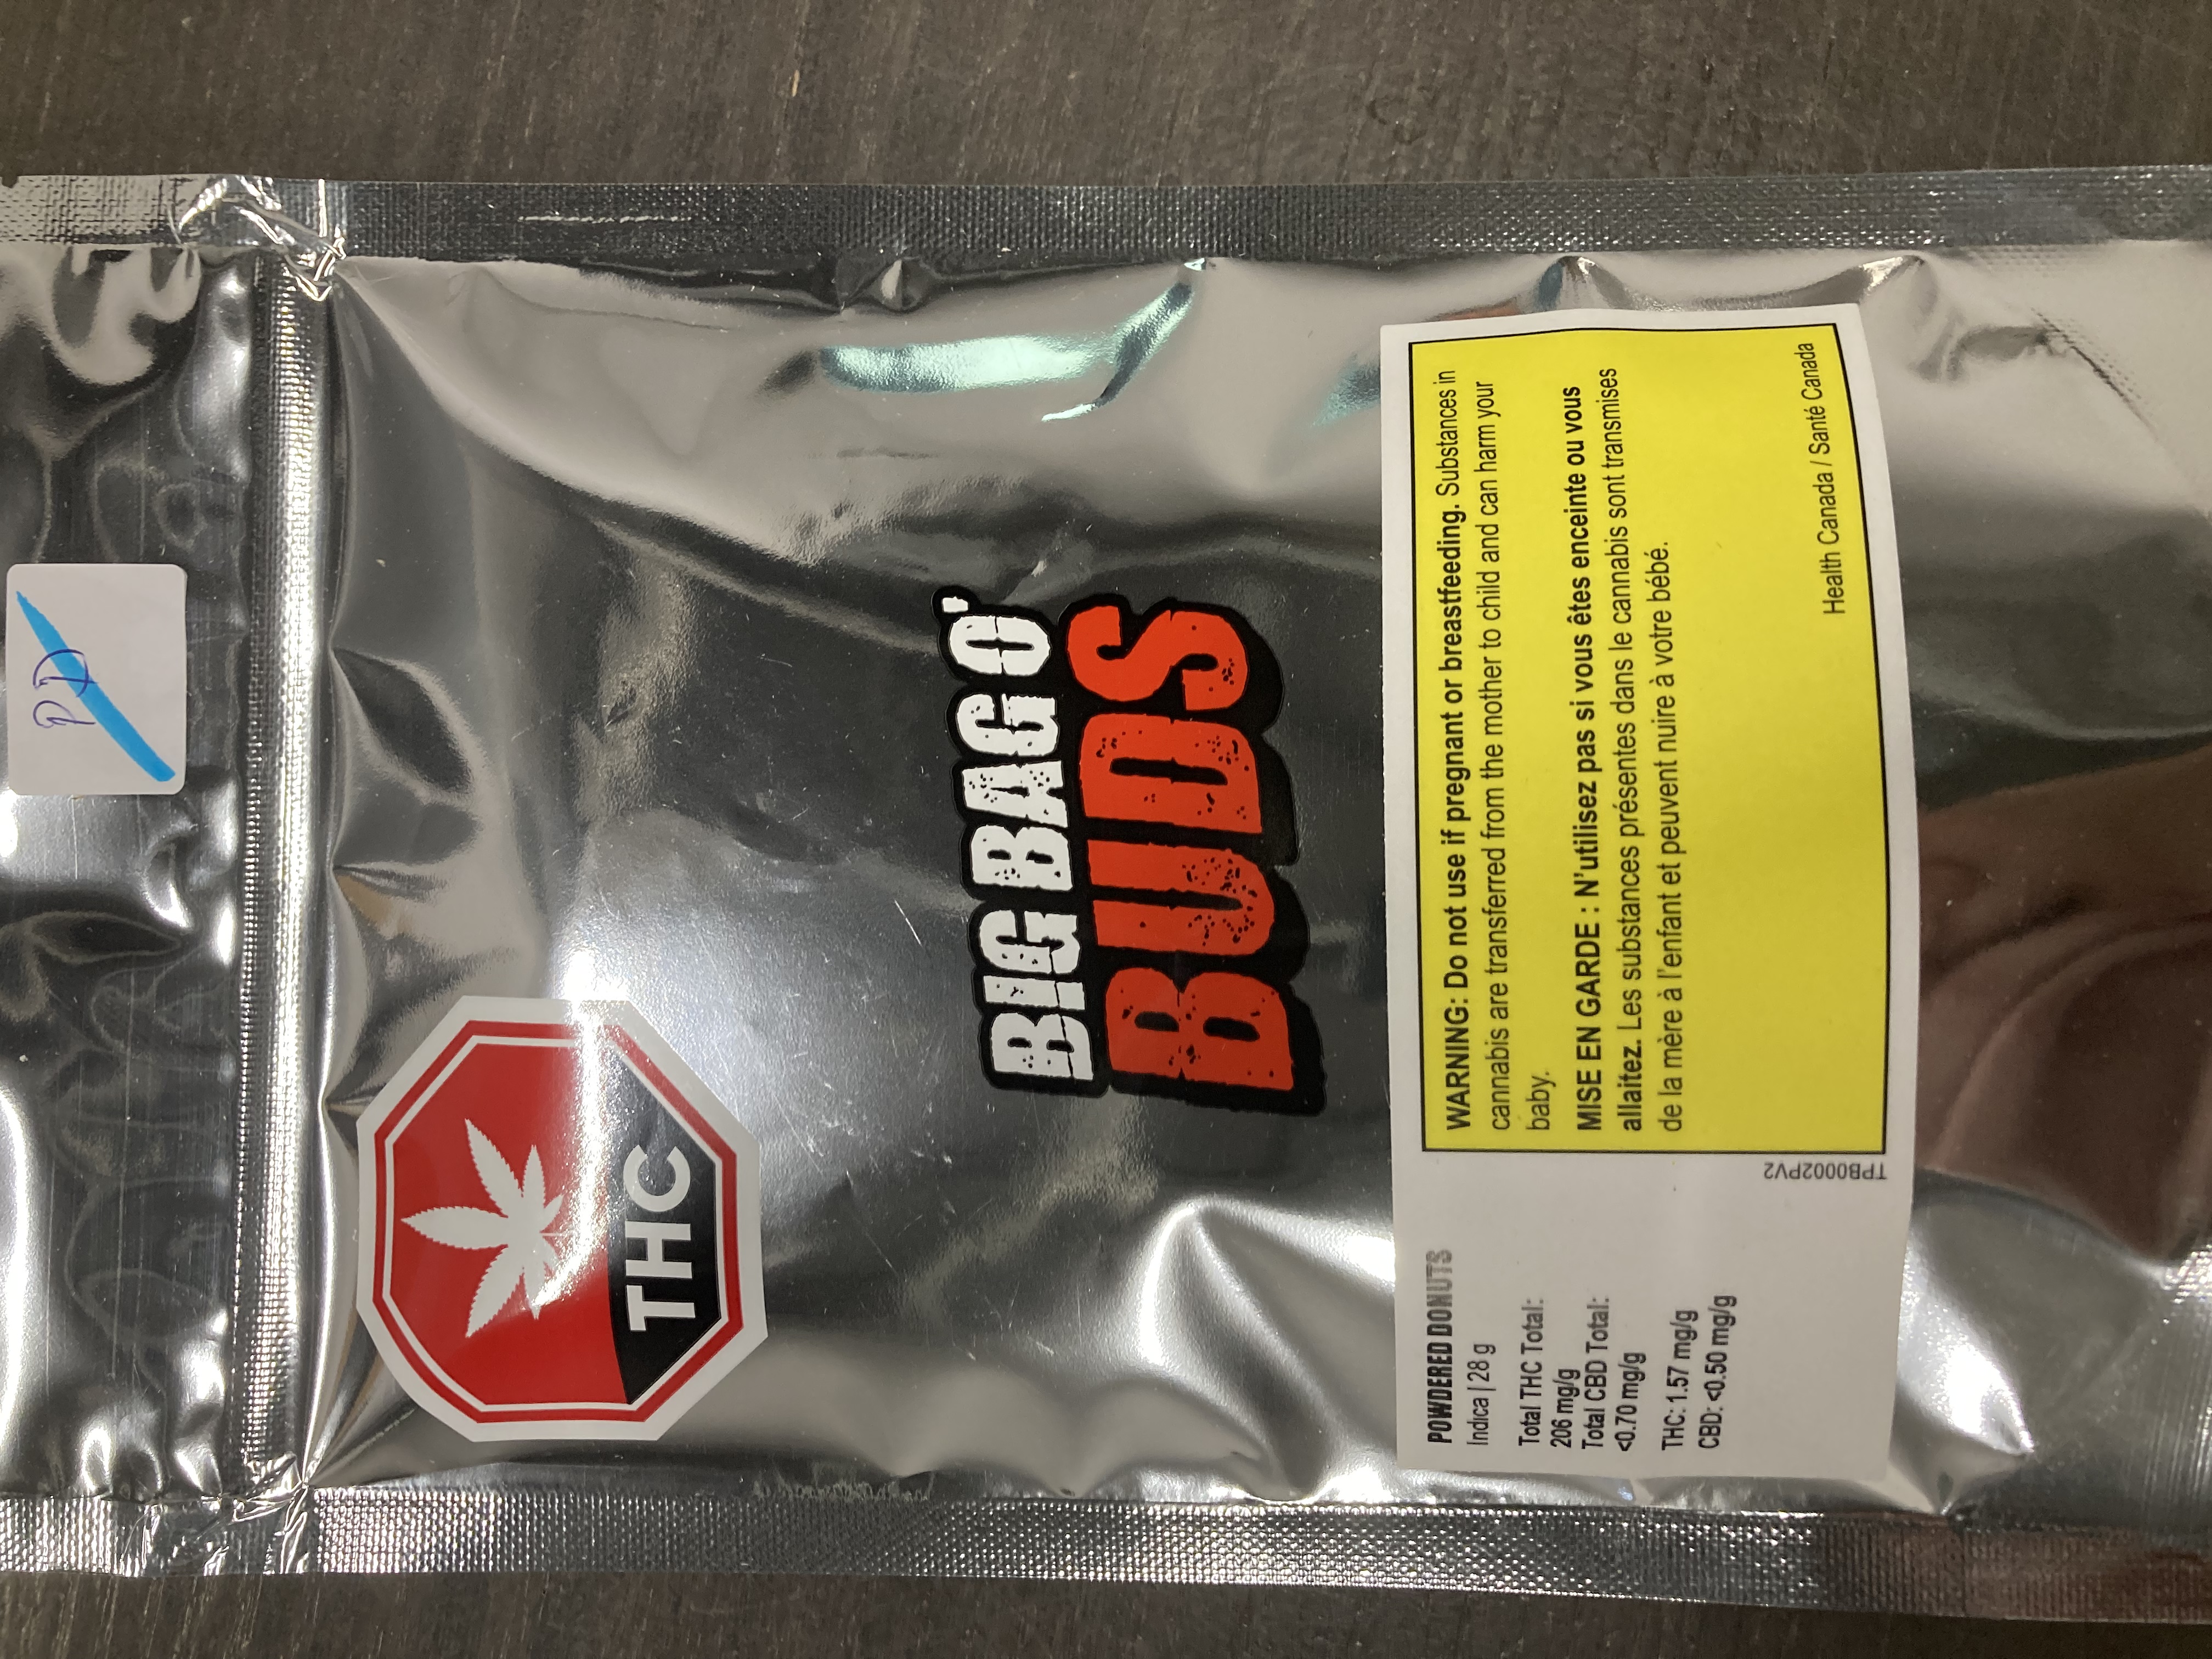 PD
THC
BIG BAG O'
BUDS
POWDERED DONUTS
Indica | 28 g
Total THC Total:
206 mg/g
Total CBD Total:
<0.70 mg/g
THC: 1.57 mg/g
CBD: <0.50 mg/g
TPB0002PV2
WARNING: Do not use if pregnant or breastfeeding. Substances in
cannabis are transferred from the mother to child and can harm your
baby.
MISE EN GARDE : N'utilisez pas si vous êtes enceinte ou vous
allaitez. Les substances présentes dans le cannabis sont transmises
de la mère à l'enfant et peuvent nuire à votre bébé.
Health Canada / Santé Canada